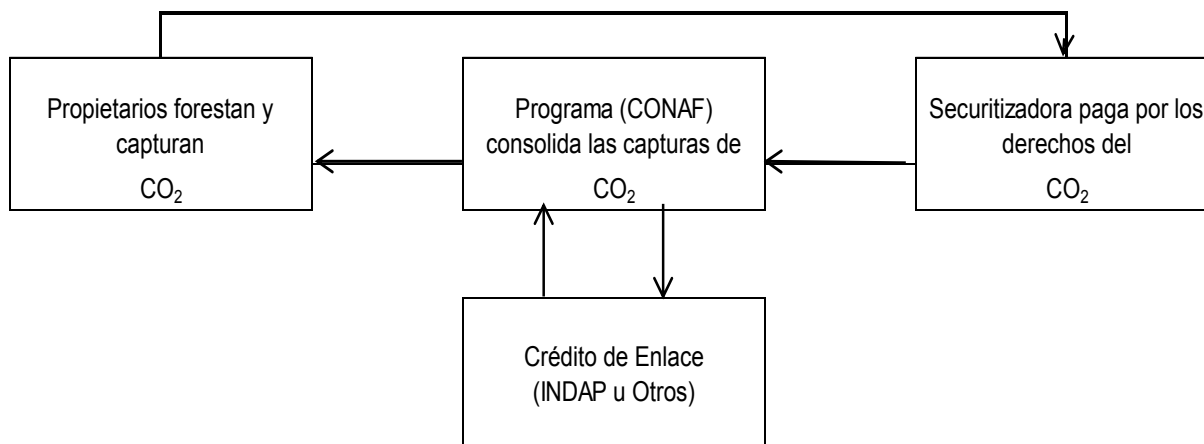 Propietarios forestan y
capturan
CO₂
Programa (CONAF)
consolida las capturas de
CO₂
Securitizadora paga por los
derechos del
CO₂
Crédito de Enlace
(INDAP u Otros)